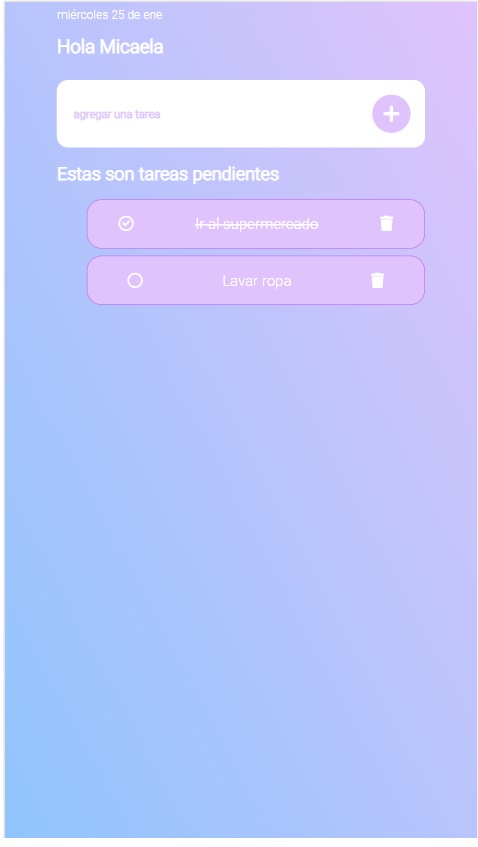 miércoles 25 de ene
Hola Micaela
agregar una tarea
Estas son tareas pendientes
Ir al supermercado
Lavar ropa